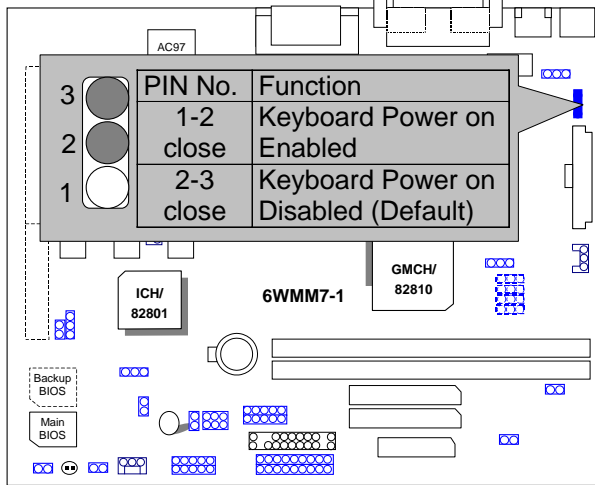 AC97
PIN No. Function
3
2
1
1-2 close Keyboard Power on Enabled
2-3 close Keyboard Power on Disabled (Default)
ICH/
82801
6WMM7-1
GMCH/
82810
Backup
BIOS
Main
BIOS